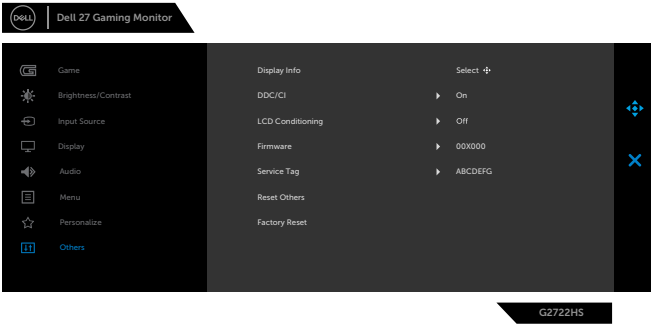 DELL Dell 27 Gaming Monitor
Game
Brightness/Contrast
Input Source
Display
Audio
Menu
Personalize
Others
Display Info Select
DDC/CI On
LCD Conditioning Off
Firmware 00X000
Service Tag ABCDEFG
Reset Others
Factory Reset
G2722HS